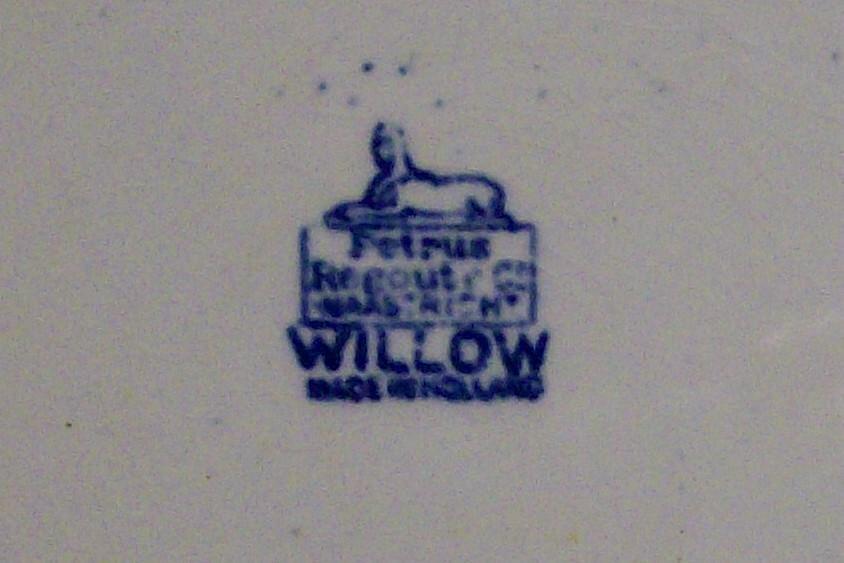 Petrus
Regout & Co
MAASTRICHT
WILLOW
MADE IN HOLLAND